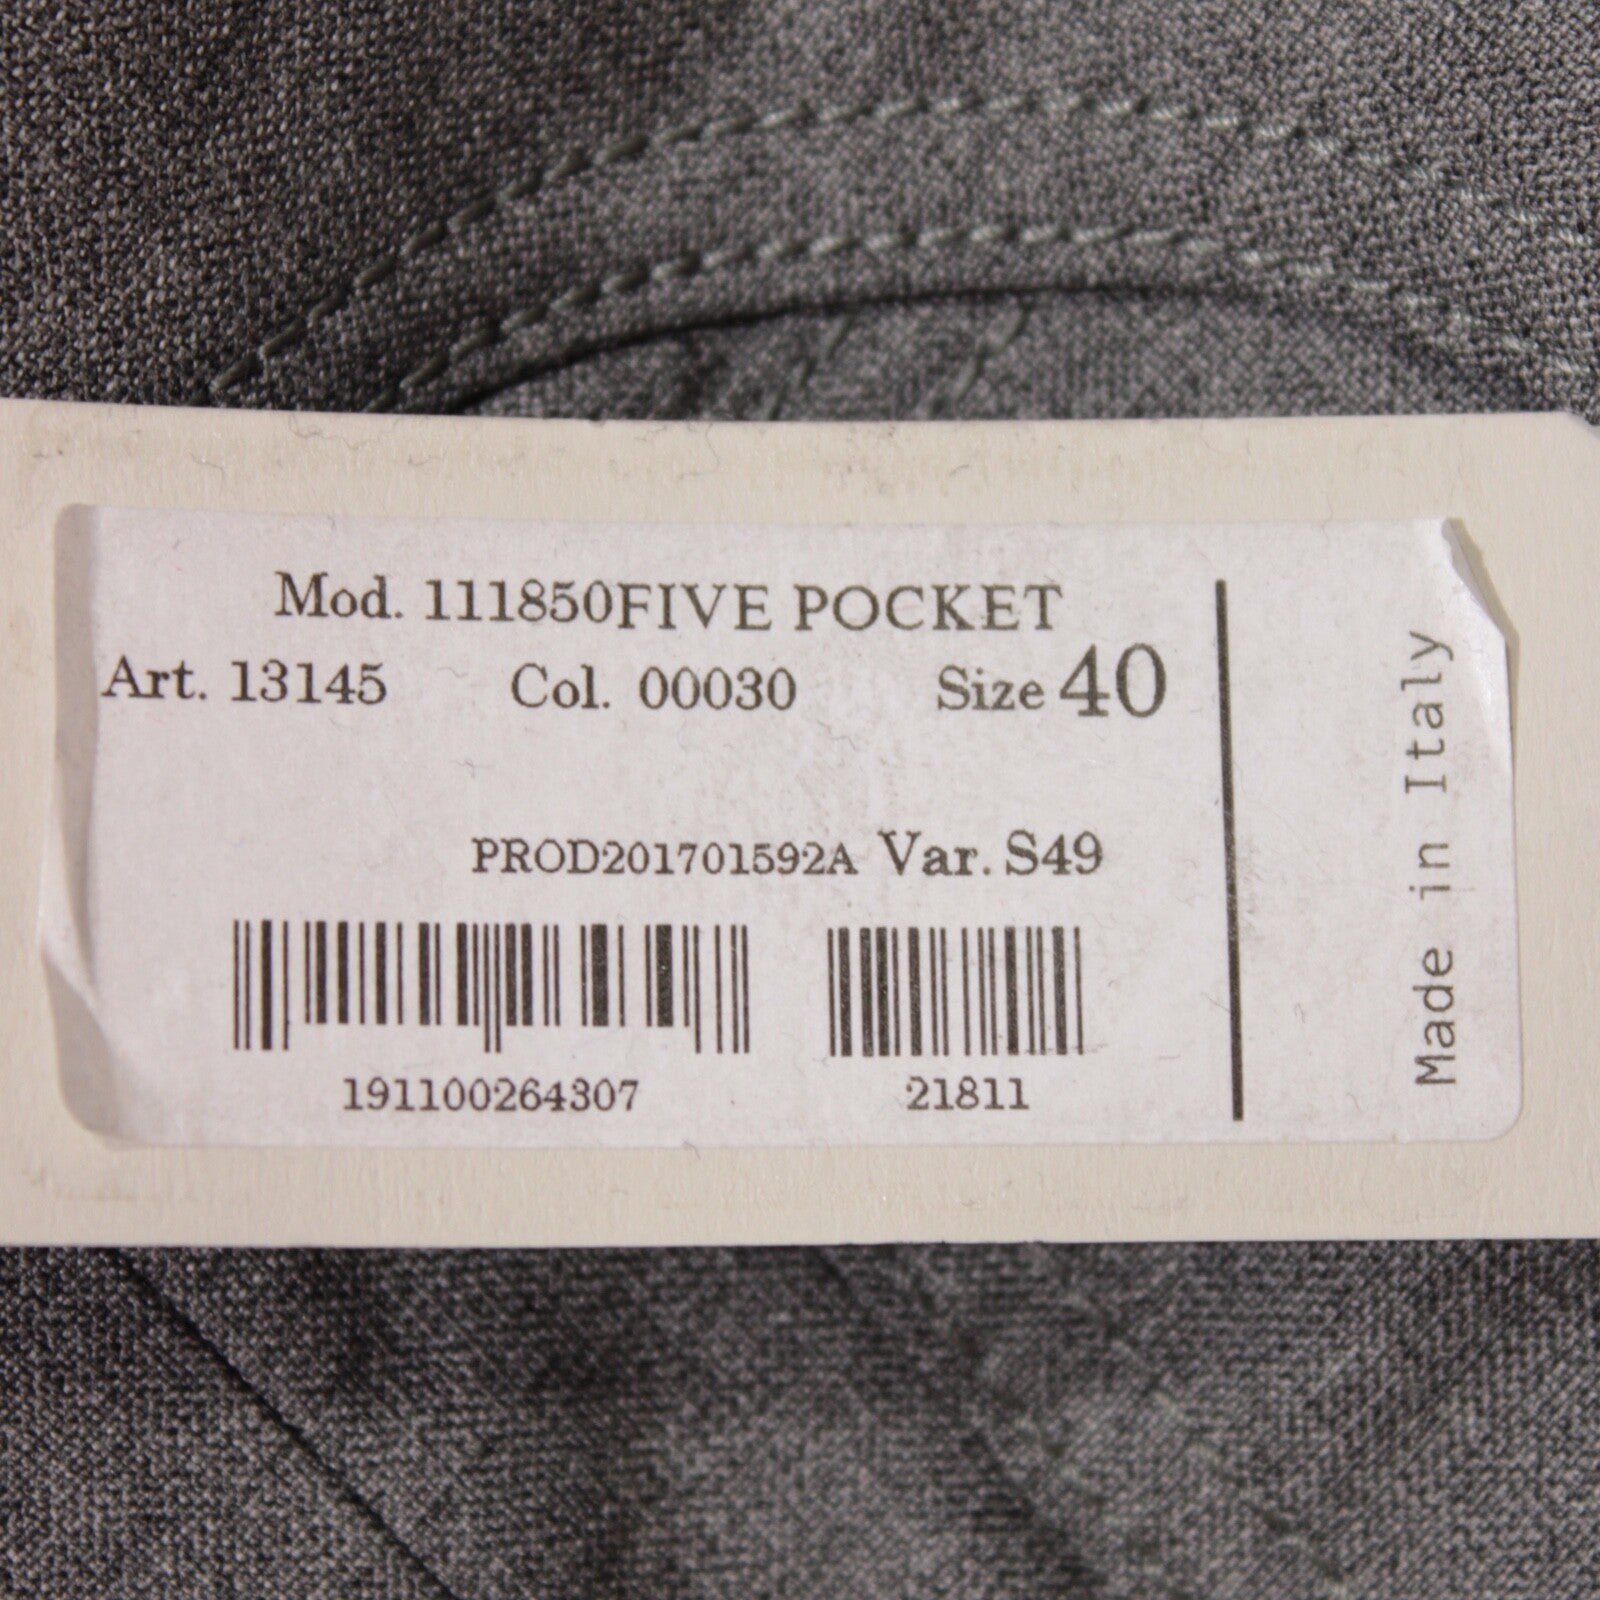 Mod. 111850FIVE POCKET
Art. 13145 Col. 00030 Size 40
PROD201701592A Var. S49
191100264307 21811
Made in Italy